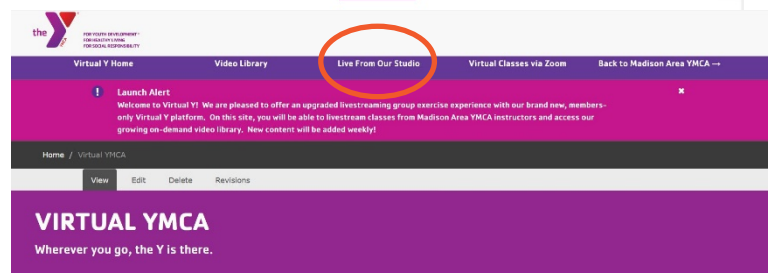 the
FOR YOUTH DEVELOPMENT®
FOR HEALTHY LIVING
FOR SOCIAL RESPONSIBILITY
Virtual Y Home Video Library Live From Our Studio Virtual Classes via Zoom Back to Madison Area YMCA →
! Launch Alert ×
Welcome to Virtual Y! We are pleased to offer an upgraded livestreaming group exercise experience with our brand new, members-
only Virtual Y platform. On this site, you will be able to livestream classes from Madison Area YMCA instructors and access our
growing on-demand video library. New content will be added weekly!
Home / Virtual YMCA
View Edit Delete Revisions
VIRTUAL YMCA
Wherever you go, the Y is there.